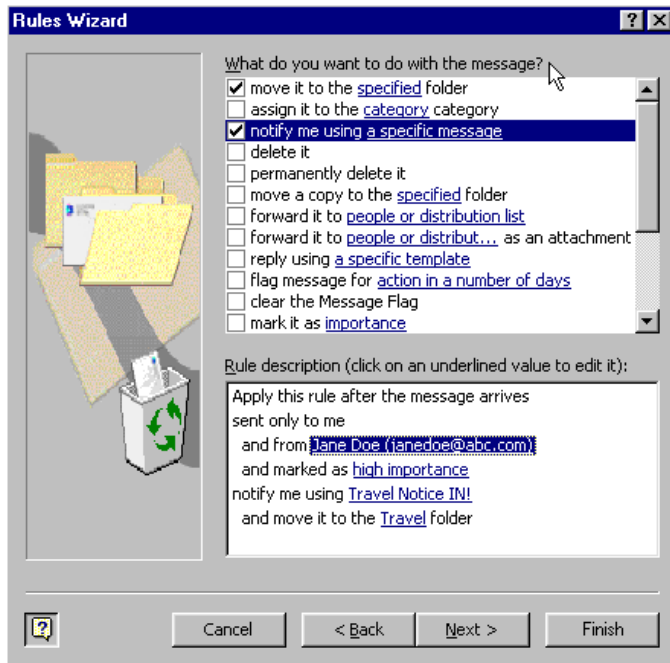 Rules Wizard
What do you want to do with the message?
move it to the specified folder
assign it to the category category
notify me using a specific message
delete it
permanently delete it
move a copy to the specified folder
forward it to people or distribution list
forward it to people or distribut... as an attachment
reply using a specific template
flag message for action in a number of days
clear the Message Flag
mark it as importance
Rule description (click on an underlined value to edit it):
Apply this rule after the message arrives
sent only to me
and from Jane Doe (janedoe@abc.com)
and marked as high importance
notify me using Travel Notice IN!
and move it to the Travel folder
Cancel < Back Next > Finish